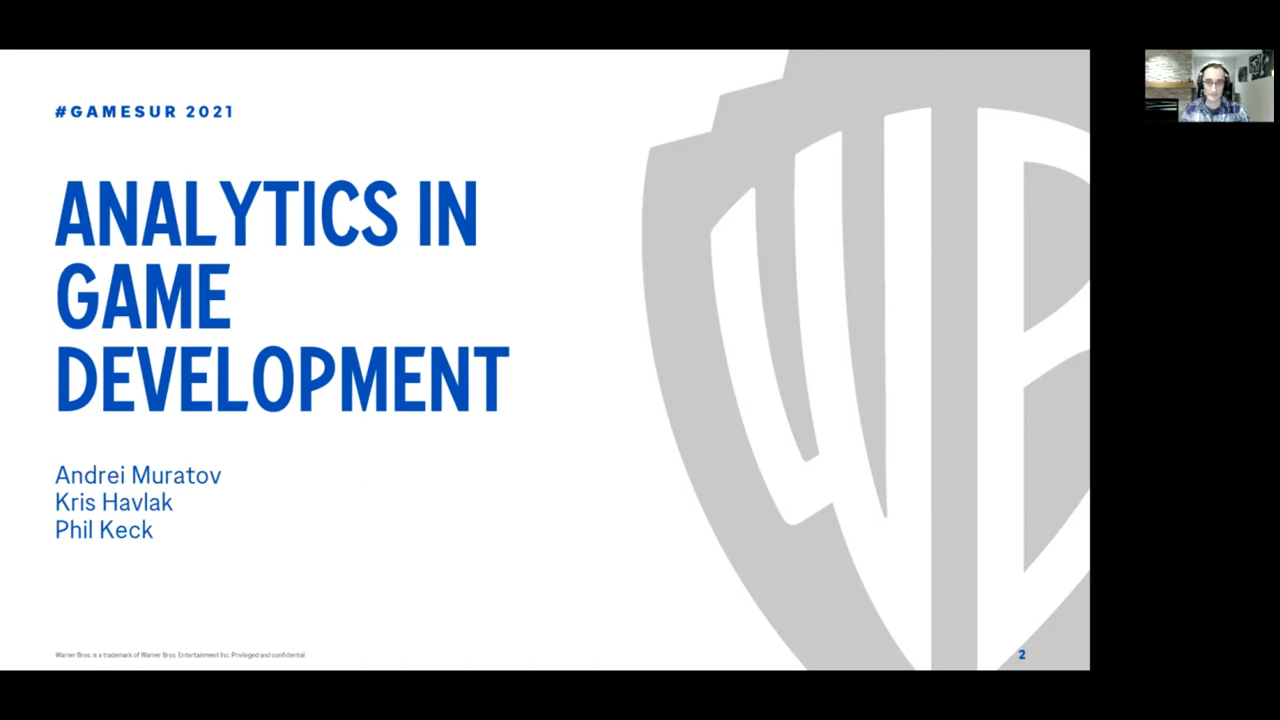 #GAMESUR 2021
ANALYTICS IN
GAME
DEVELOPMENT
Andrei Muratov
Kris Havlak
Phil Keck
Warner Bros. is a trademark of Warner Bros. Entertainment Inc. Privileged and confidential
2
WB